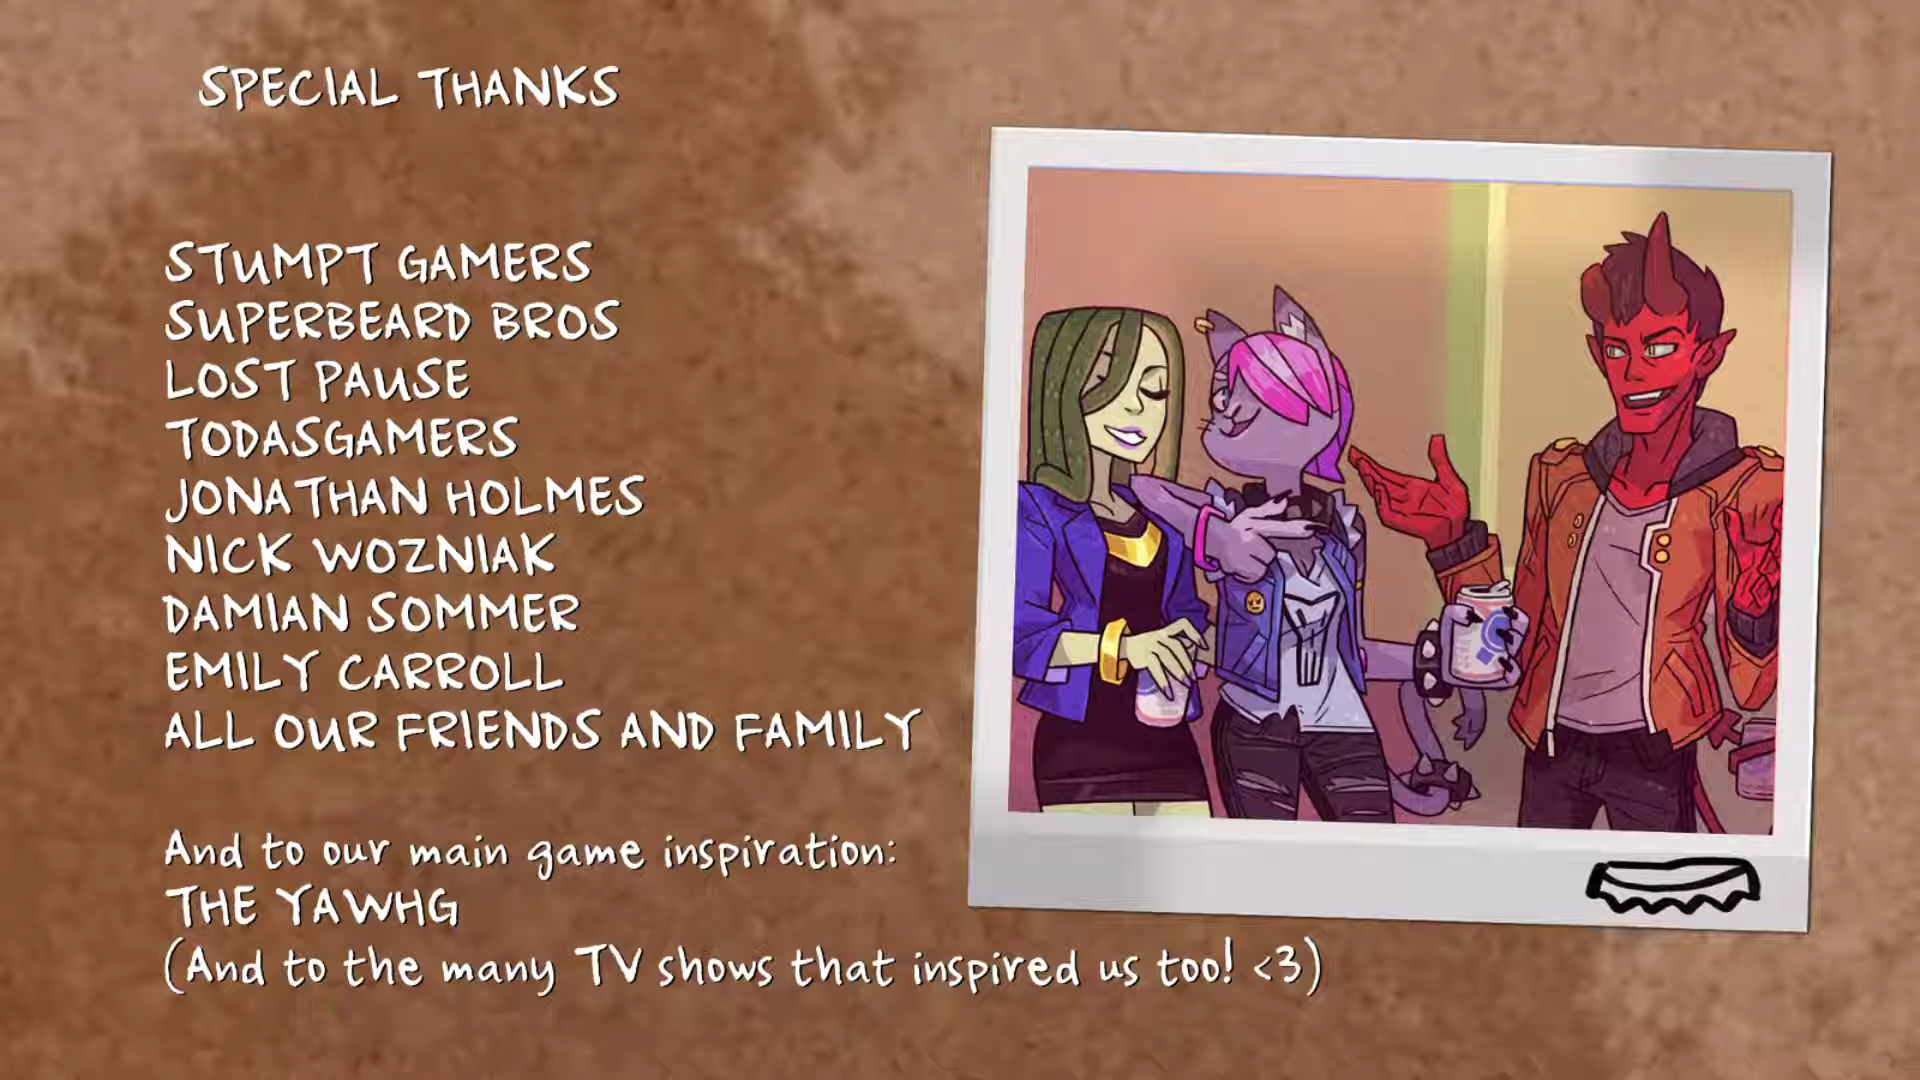 SPECIAL THANKS
STUMPT GAMERS
SUPERBEARD BROS
LOST PAUSE
TODASGAMERS
JONATHAN HOLMES
NICK WOZNIAK
DAMIAN SOMMER
EMILY CARROLL
ALL OUR FRIENDS AND FAMILY
And to our main game inspiration:
THE YAWHG
(And to the many TV shows that inspired us too! <3)